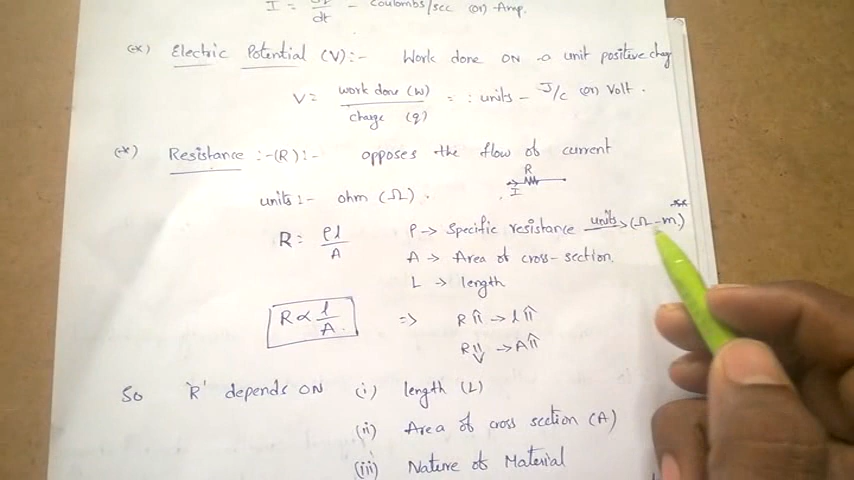 I = dq/dt - Coulombs/sec (or) Amp.
(*) Electric Potential (V):- Work done ON a unit positive charg
V = work done (w) / charge (q) = : units - J/c (or) Volt.
(*) Resistance :-(R):- opposes the flow of current
R
I
units:- ohm (Ω).
R = ρl/A
ρ → Specific resistance units → (Ω-m) **
A → Area of cross-section.
L → length
R ∝ l/A. ⇒ R⇑ → l⇑
R⇓ → A⇑
So 'R' depends ON (i) length (L)
(ii) Area of cross section (A)
(iii) Nature of Material